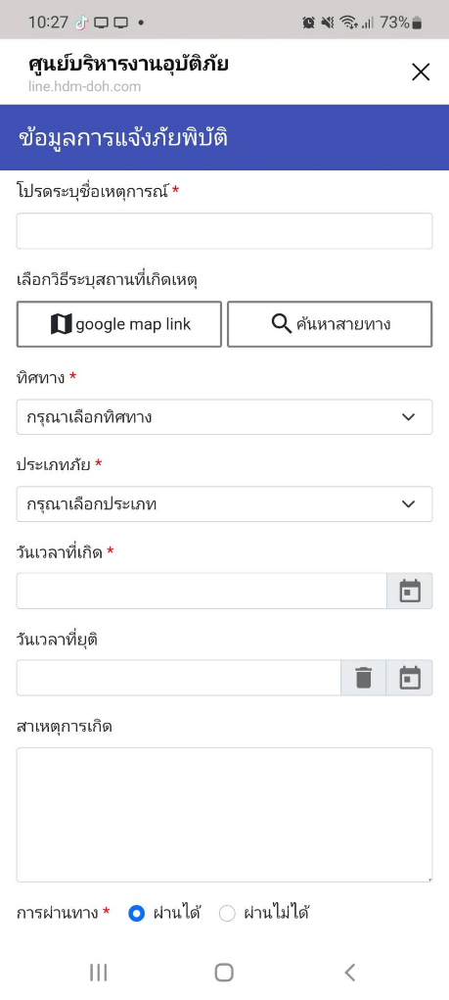 10:27
73%
ศูนย์บริหารงานอุบัติภัย
line.hdm-doh.com
ข้อมูลการแจ้งภัยพิบัติ
โปรดระบุชื่อเหตุการณ์ *
เลือกวิธีระบุสถานที่เกิดเหตุ
google map link
ค้นหาสายทาง
ทิศทาง *
กรุณาเลือกทิศทาง
ประเภทภัย *
กรุณาเลือกประเภท
วันเวลาที่เกิด *
วันเวลาที่ยุติ
สาเหตุการเกิด
การผ่านทาง * ผ่านได้ ผ่านไม่ได้